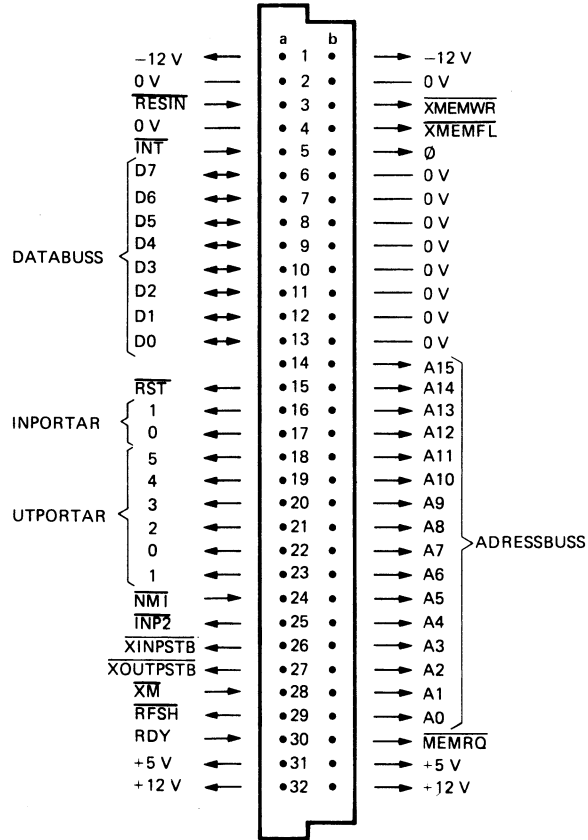 a b
−12 V 1 −12 V
0 V 2 0 V
RESIN 3 XMEMWR
0 V 4 XMEMFL
INT 5 Ø
D7 6 0 V
D6 7 0 V
D5 8 0 V
D4 9 0 V
DATABUSS
D3 10 0 V
D2 11 0 V
D1 12 0 V
D0 13 0 V
14 A15
RST 15 A14
1 16 A13
INPORTAR
0 17 A12
5 18 A11
4 19 A10
3 20 A9
UTPORTAR
2 21 A8
0 22 A7
ADRESSBUSS
1 23 A6
NMI 24 A5
INP2 25 A4
XINPSTB 26 A3
XOUTPSTB 27 A2
XM 28 A1
RFSH 29 A0
RDY 30 MEMRQ
+5 V 31 +5 V
+12 V 32 +12 V